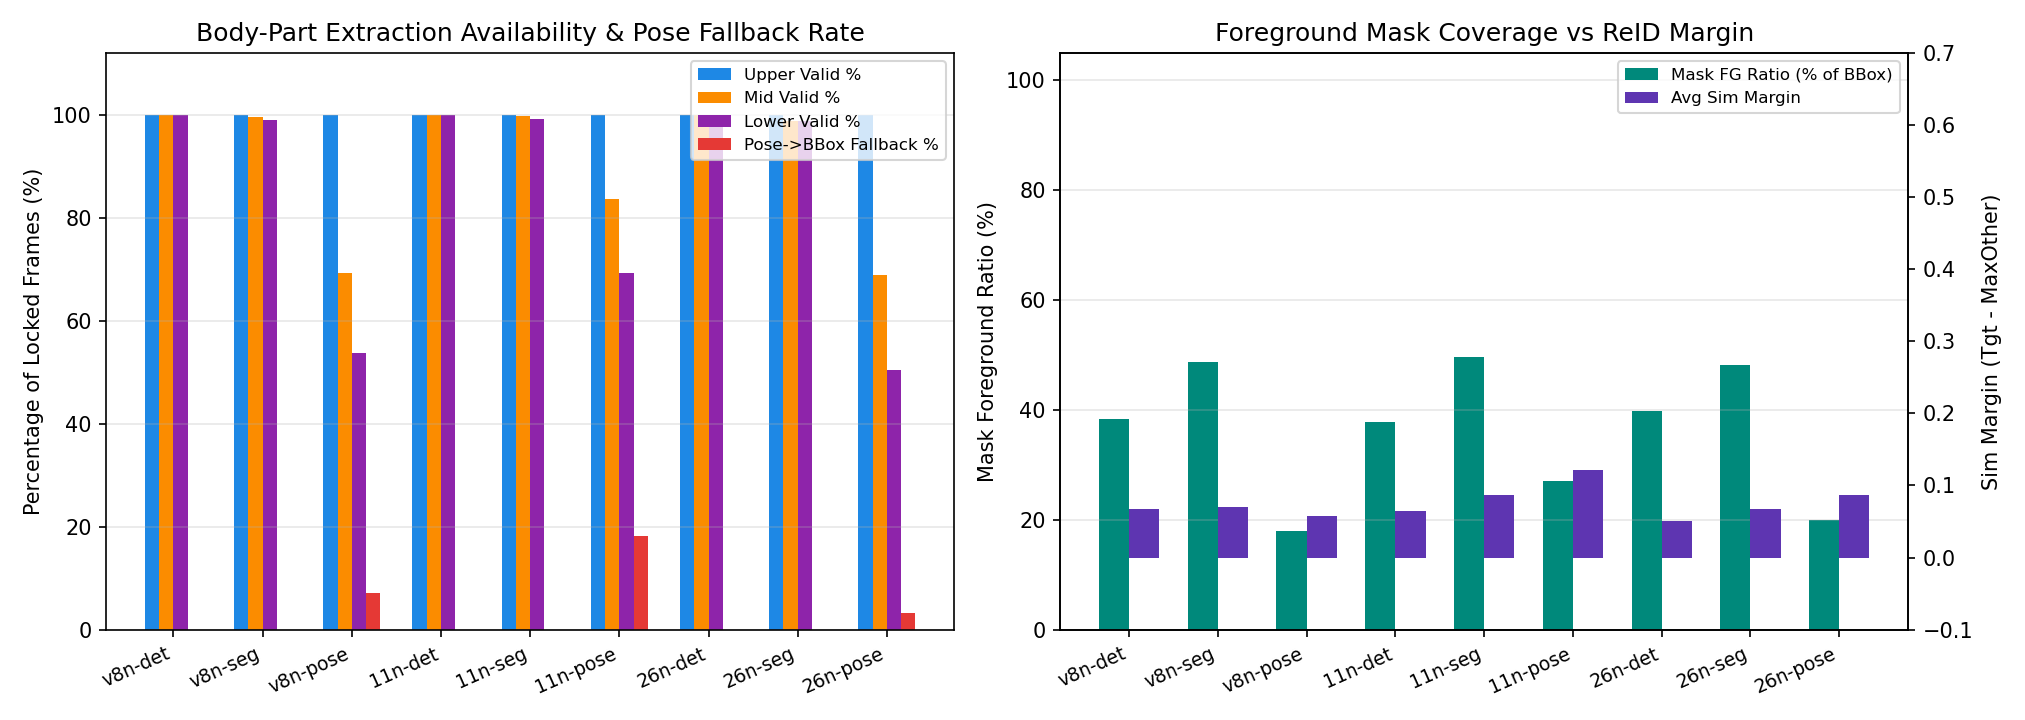 Body-Part Extraction Availability & Pose Fallback Rate
Percentage of Locked Frames (%)
100
80
60
40
20
0
Upper Valid %
Mid Valid %
Lower Valid %
Pose->BBox Fallback %
v8n-det
v8n-seg
v8n-pose
11n-det
11n-seg
11n-pose
26n-det
26n-seg
26n-pose
Foreground Mask Coverage vs ReID Margin
Mask Foreground Ratio (%)
100
80
60
40
20
0
Mask FG Ratio (% of BBox)
Avg Sim Margin
0.7
0.6
0.5
0.4
0.3
0.2
0.1
0.0
−0.1
Sim Margin (Tgt - MaxOther)
v8n-det
v8n-seg
v8n-pose
11n-det
11n-seg
11n-pose
26n-det
26n-seg
26n-pose